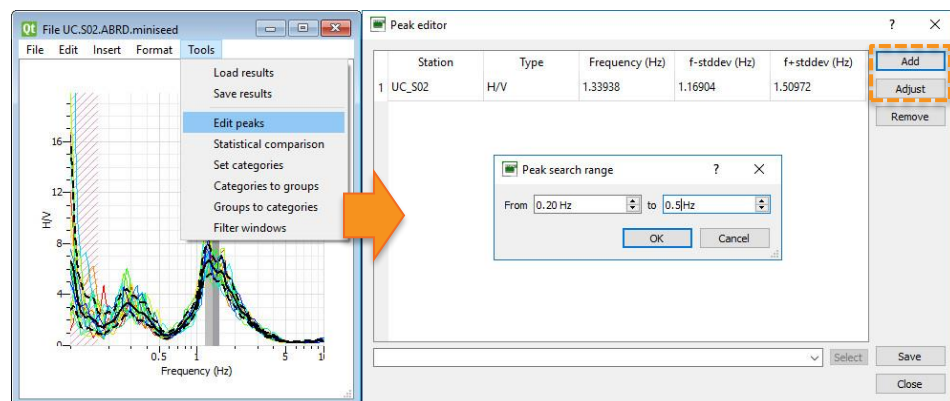 File UC.S02.ABRD.miniseed
File Edit Insert Format Tools
Load results
Save results
Edit peaks
Statistical comparison
Set categories
Categories to groups
Groups to categories
Filter windows
H/V
16
12
8
4
0.5 1 5 1
Frequency (Hz)
Peak editor ? X
Station Type Frequency (Hz) f-stddev (Hz) f+stddev (Hz)
1 UC_S02 H/V 1.33938 1.16904 1.50972
Add
Adjust
Remove
Peak search range ? X
From 0.20 Hz to 0.5 Hz
OK Cancel
Select
Save
Close